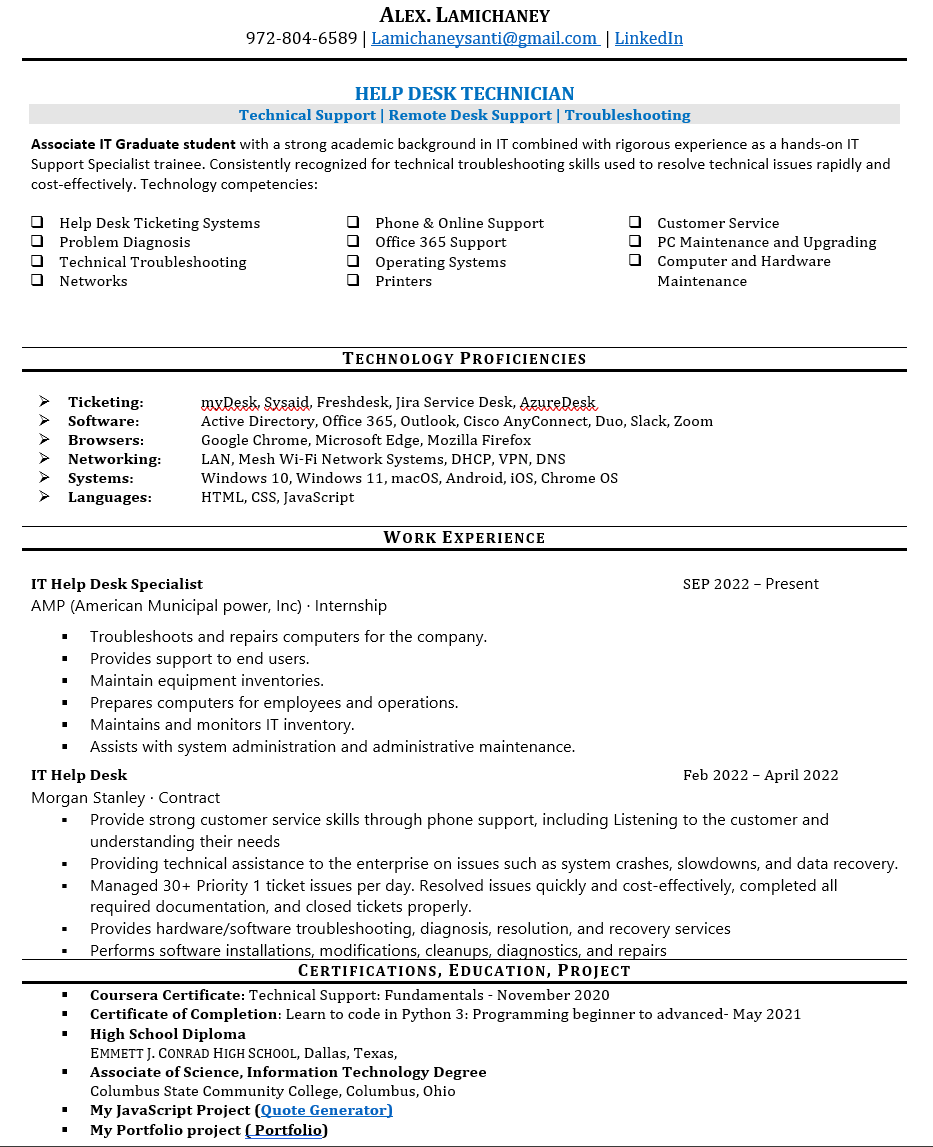 ALEX. LAMICHANEY
972-804-6589 | Lamichaneysanti@gmail.com | LinkedIn
HELP DESK TECHNICIAN
Technical Support | Remote Desk Support | Troubleshooting
Associate IT Graduate student with a strong academic background in IT combined with rigorous experience as a hands-on IT
Support Specialist trainee. Consistently recognized for technical troubleshooting skills used to resolve technical issues rapidly and
cost-effectively. Technology competencies:
❑ Help Desk Ticketing Systems
❑ Problem Diagnosis
❑ Technical Troubleshooting
❑ Networks
❑ Phone & Online Support
❑ Office 365 Support
❑ Operating Systems
❑ Printers
❑ Customer Service
❑ PC Maintenance and Upgrading
❑ Computer and Hardware
Maintenance
TECHNOLOGY PROFICIENCIES
➢ Ticketing: myDesk, Sysaid, Freshdesk, Jira Service Desk, AzureDesk
➢ Software: Active Directory, Office 365, Outlook, Cisco AnyConnect, Duo, Slack, Zoom
➢ Browsers: Google Chrome, Microsoft Edge, Mozilla Firefox
➢ Networking: LAN, Mesh Wi-Fi Network Systems, DHCP, VPN, DNS
➢ Systems: Windows 10, Windows 11, macOS, Android, iOS, Chrome OS
➢ Languages: HTML, CSS, JavaScript
WORK EXPERIENCE
IT Help Desk Specialist SEP 2022 – Present
AMP (American Municipal power, Inc) · Internship
▪ Troubleshoots and repairs computers for the company.
▪ Provides support to end users.
▪ Maintain equipment inventories.
▪ Prepares computers for employees and operations.
▪ Maintains and monitors IT inventory.
▪ Assists with system administration and administrative maintenance.
IT Help Desk Feb 2022 – April 2022
Morgan Stanley · Contract
▪ Provide strong customer service skills through phone support, including Listening to the customer and
understanding their needs
▪ Providing technical assistance to the enterprise on issues such as system crashes, slowdowns, and data recovery.
▪ Managed 30+ Priority 1 ticket issues per day. Resolved issues quickly and cost-effectively, completed all
required documentation, and closed tickets properly.
▪ Provides hardware/software troubleshooting, diagnosis, resolution, and recovery services
▪ Performs software installations, modifications, cleanups, diagnostics, and repairs
CERTIFICATIONS, EDUCATION, PROJECT
▪ Coursera Certificate: Technical Support: Fundamentals - November 2020
▪ Certificate of Completion: Learn to code in Python 3: Programming beginner to advanced- May 2021
▪ High School Diploma
EMMETT J. CONRAD HIGH SCHOOL, Dallas, Texas,
▪ Associate of Science, Information Technology Degree
Columbus State Community College, Columbus, Ohio
▪ My JavaScript Project (Quote Generator)
▪ My Portfolio project ( Portfolio)